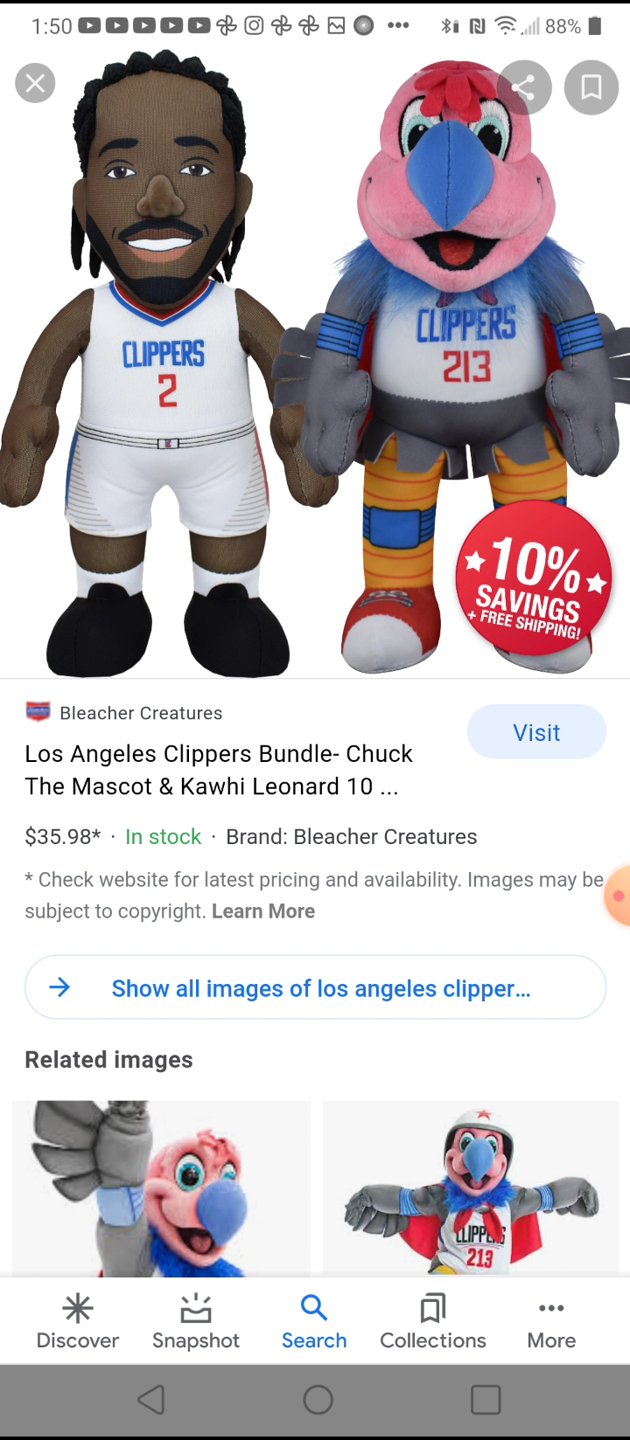 1:50
88%
CLIPPERS
2
CLIPPERS
213
10%
SAVINGS
+ FREE SHIPPING!
Bleacher Creatures
Visit
Los Angeles Clippers Bundle- Chuck
The Mascot & Kawhi Leonard 10 ...
$35.98* · In stock · Brand: Bleacher Creatures
* Check website for latest pricing and availability. Images may be
subject to copyright. Learn More
Show all images of los angeles clipper...
Related images
CLIPPERS
213
Discover
Snapshot
Search
Collections
More